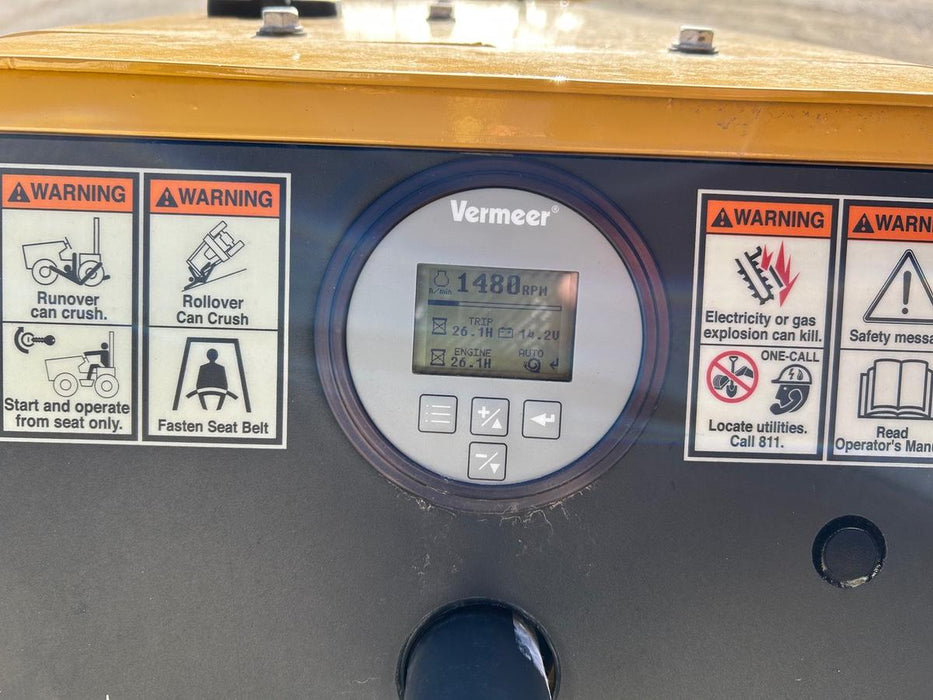 WARNING
Runover
can crush.
Start and operate
from seat only.
WARNING
Rollover
Can Crush
Fasten Seat Belt
Vermeer®
R/min 1480RPM
TRIP
26.1H 14.2V
ENGINE AUTO
26.1H
+/▲
-/▼
WARNING
Electricity or gas
explosion can kill.
ONE-CALL
Locate utilities.
Call 811.
WARN
Safety messa
Read
Operator's Manu